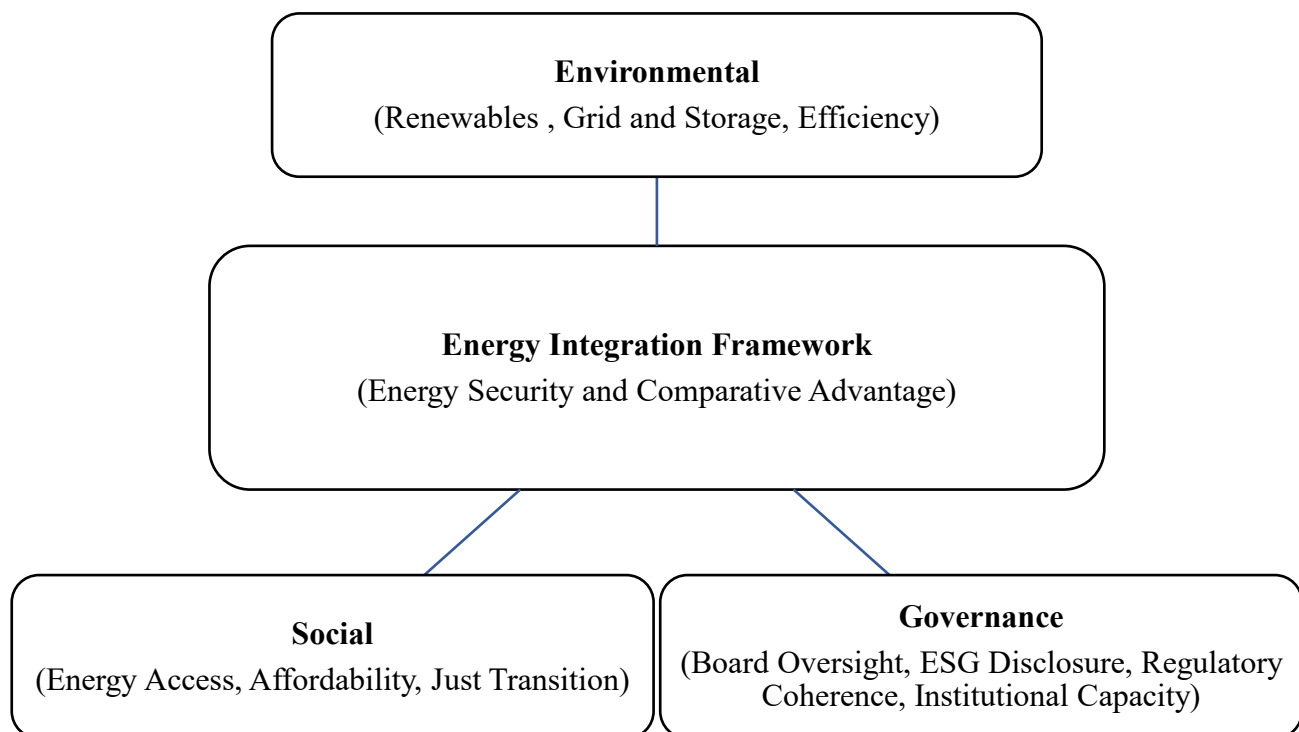 Environmental
(Renewables , Grid and Storage, Efficiency)
Energy Integration Framework
(Energy Security and Comparative Advantage)
Social
(Energy Access, Affordability, Just Transition)
Governance
(Board Oversight, ESG Disclosure, Regulatory
Coherence, Institutional Capacity)